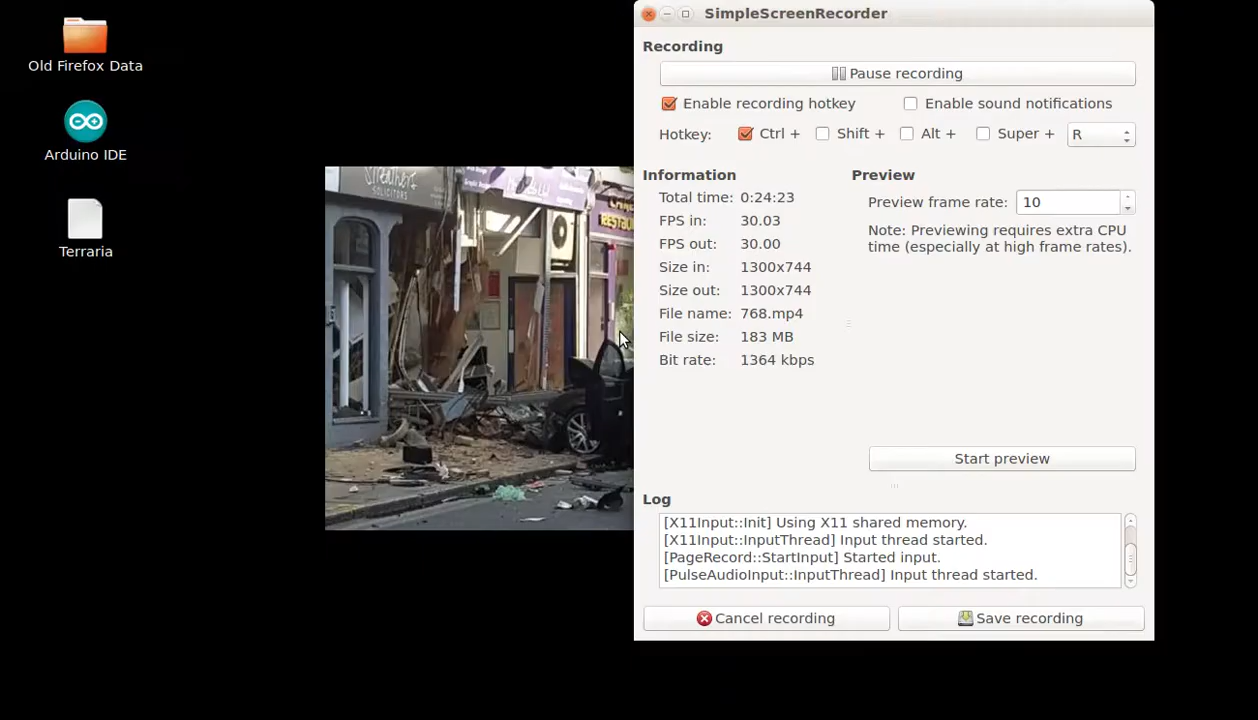 Old Firefox Data
Arduino IDE
Terraria
SOLICITORS
SimpleScreenRecorder
Recording
Pause recording
Enable recording hotkey
Enable sound notifications
Hotkey:
Ctrl +
Shift +
Alt +
Super +
R
Information
Total time: 0:24:23
FPS in: 30.03
FPS out: 30.00
Size in: 1300x744
Size out: 1300x744
File name: 768.mp4
File size: 183 MB
Bit rate: 1364 kbps
Preview
Preview frame rate: 10
Note: Previewing requires extra CPU
time (especially at high frame rates).
Start preview
Log
[X11Input::Init] Using X11 shared memory.
[X11Input::InputThread] Input thread started.
[PageRecord::StartInput] Started input.
[PulseAudioInput::InputThread] Input thread started.
Cancel recording
Save recording